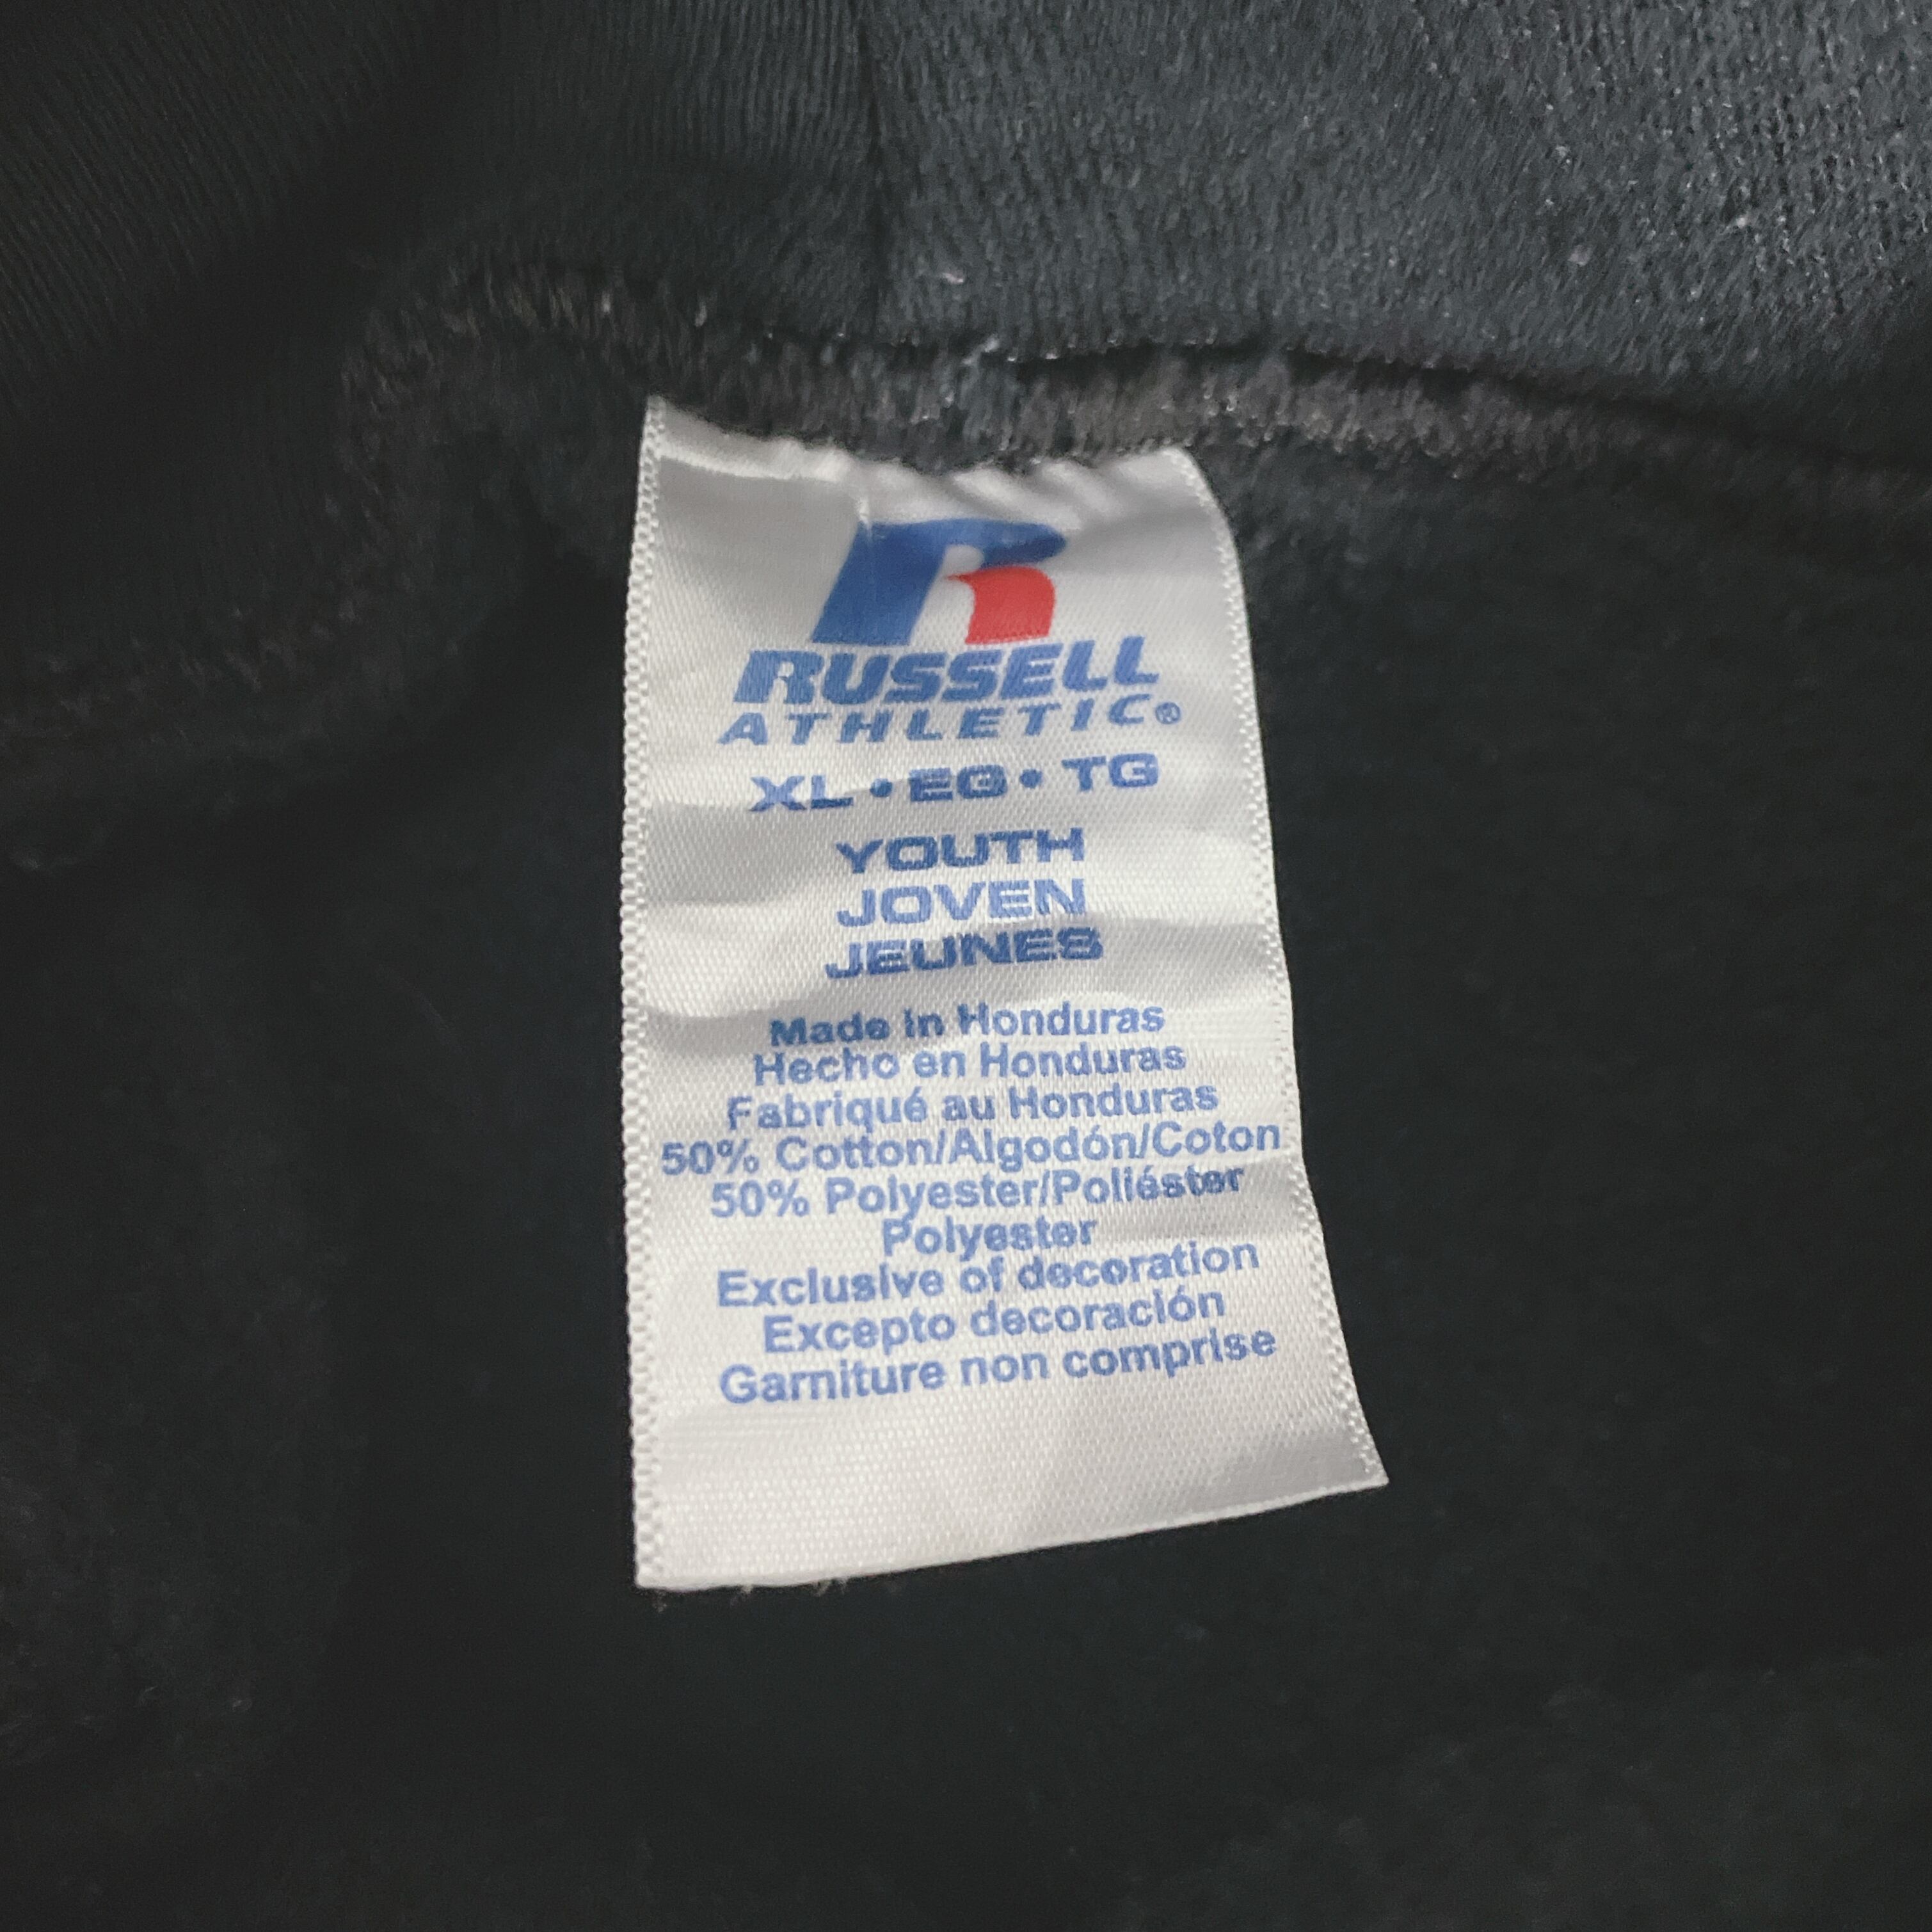 R
RUSSELL
ATHLETIC®
XL • EG • TG
YOUTH
JOVEN
JEUNES
Made in Honduras
Hecho en Honduras
Fabriqué au Honduras
50% Cotton/Algodón/Coton
50% Polyester/Poliéster
Polyester
Exclusive of decoration
Excepto decoración
Garniture non comprise